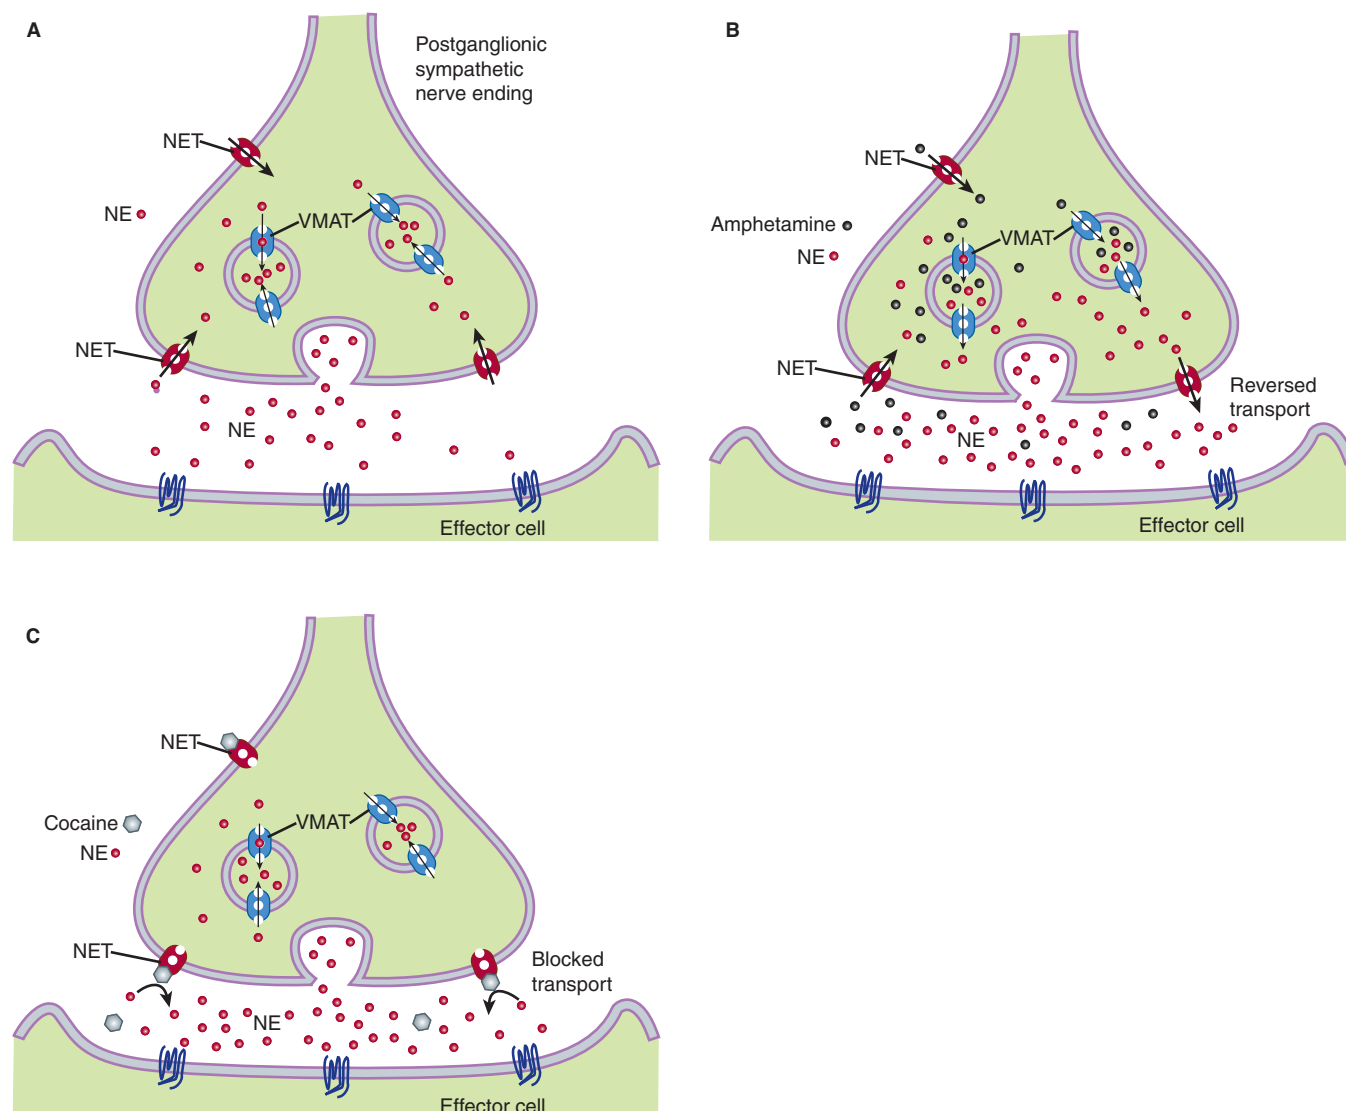 A
Postganglionic
sympathetic
nerve ending
NET
NE
VMAT
NET
NE
Effector cell
B
NET
Amphetamine
NE
VMAT
NET
Reversed
transport
NE
Effector cell
C
NET
Cocaine
NE
VMAT
NET
Blocked
transport
NE
Effector cell